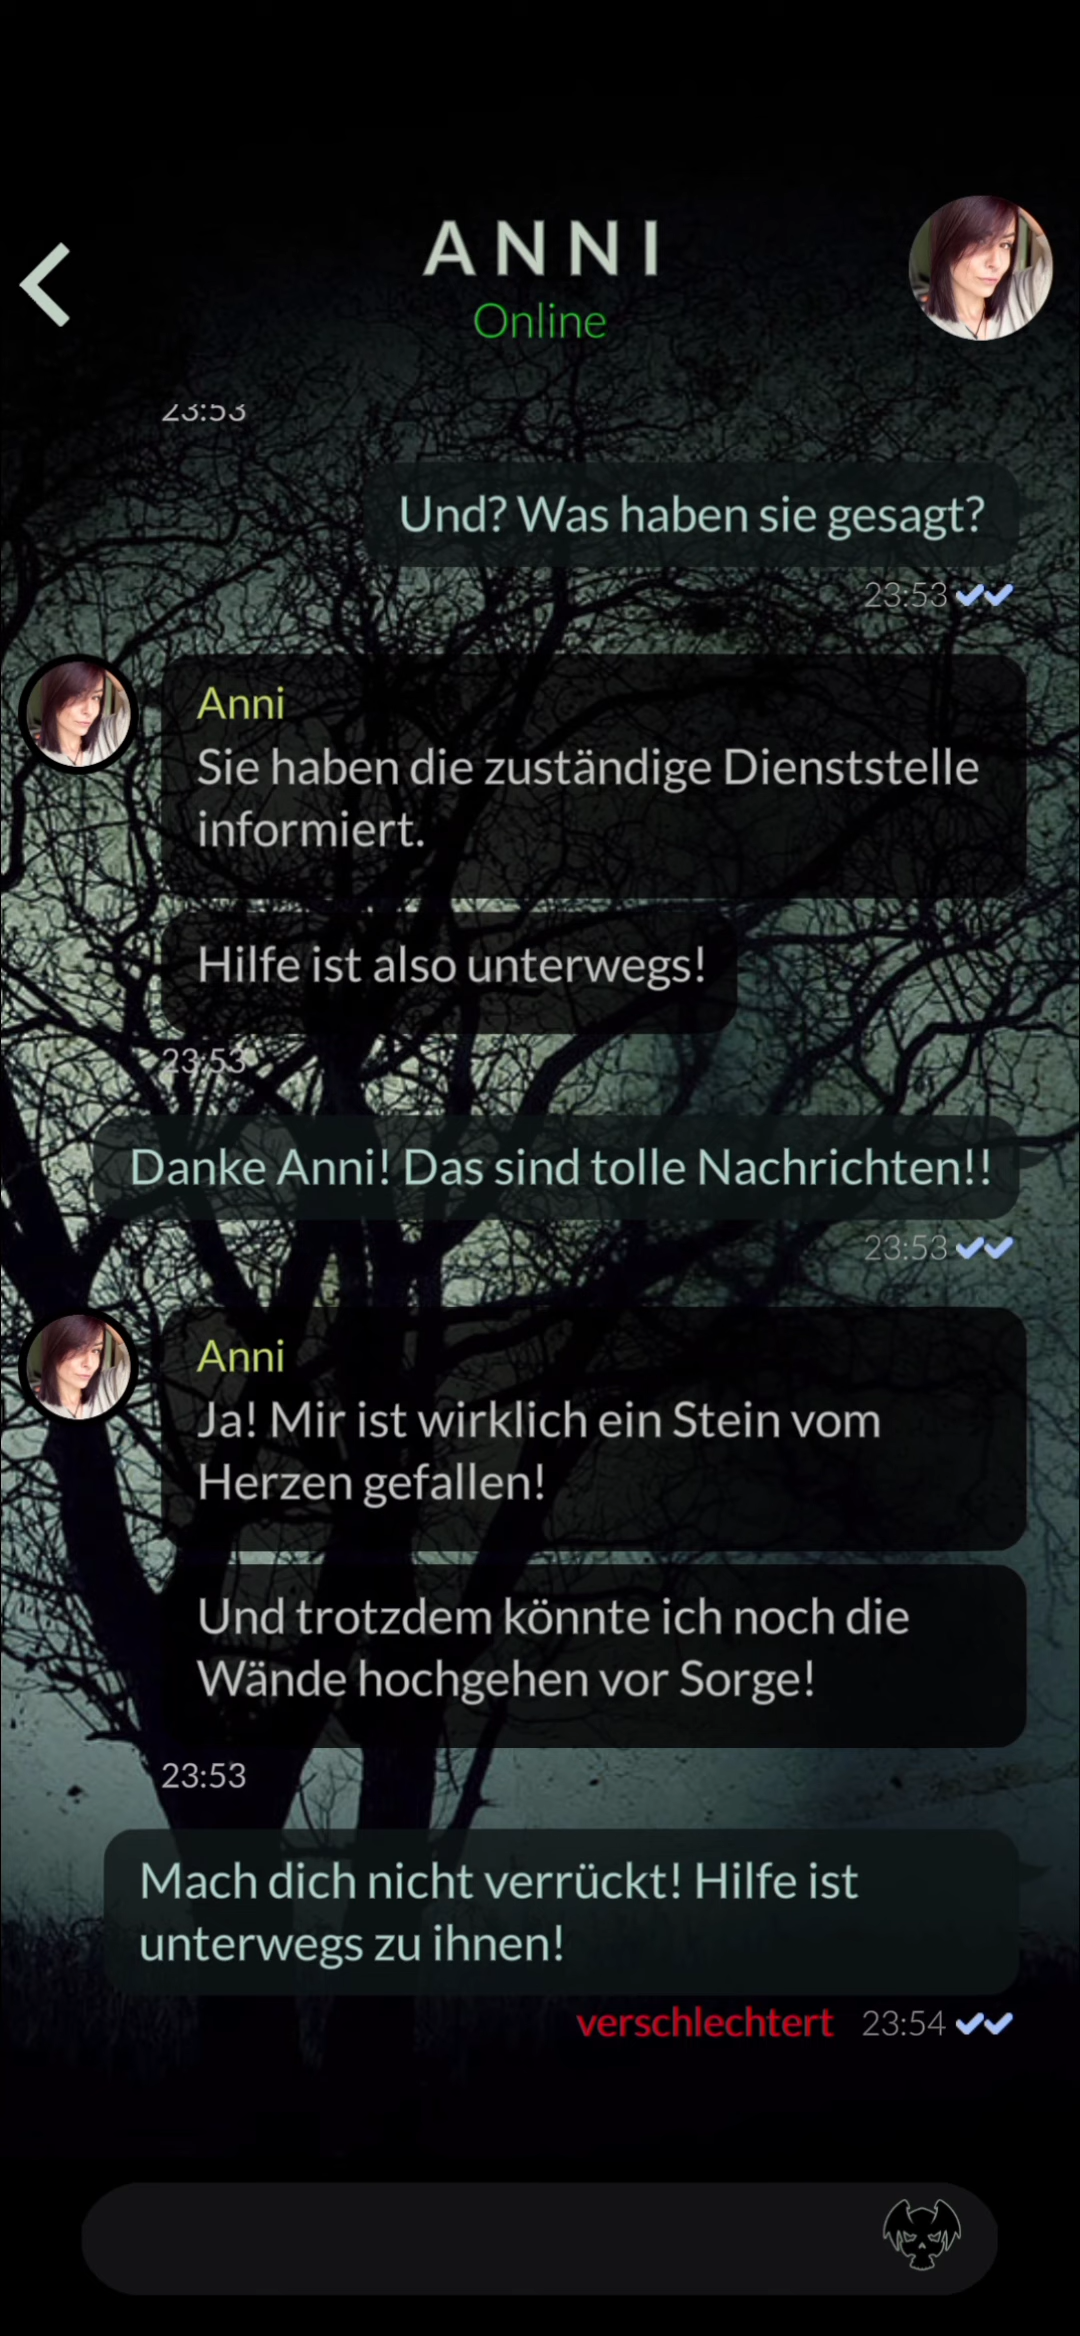 ANNI
Online
23:53
Und? Was haben sie gesagt?
23:53
Anni
Sie haben die zuständige Dienststelle
informiert.
Hilfe ist also unterwegs!
23:53
Danke Anni! Das sind tolle Nachrichten!!
23:53
Anni
Ja! Mir ist wirklich ein Stein vom
Herzen gefallen!
Und trotzdem könnte ich noch die
Wände hochgehen vor Sorge!
23:53
Mach dich nicht verrückt! Hilfe ist
unterwegs zu ihnen!
verschlechtert 23:54